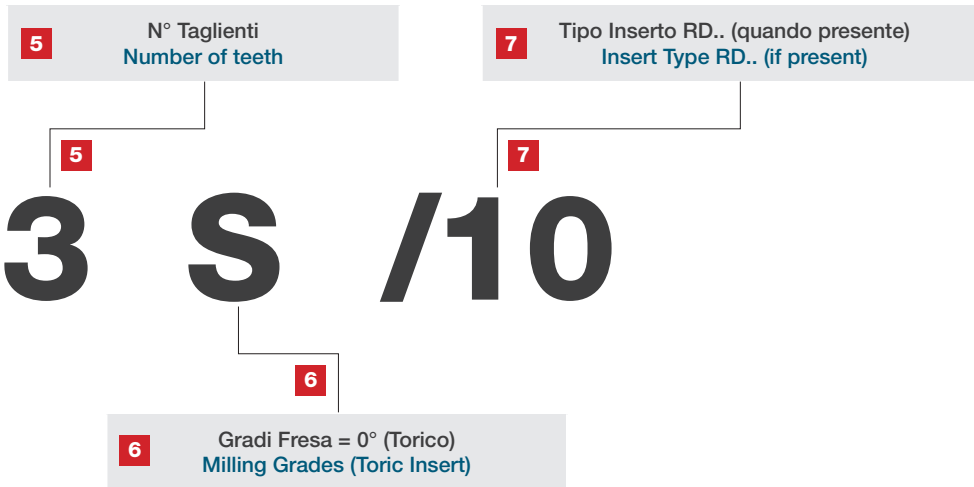 5
N° Taglienti
Number of teeth
7
Tipo Inserto RD.. (quando presente)
Insert Type RD.. (if present)
5
7
3 S /10
6
6
Gradi Fresa = 0° (Torico)
Milling Grades (Toric Insert)